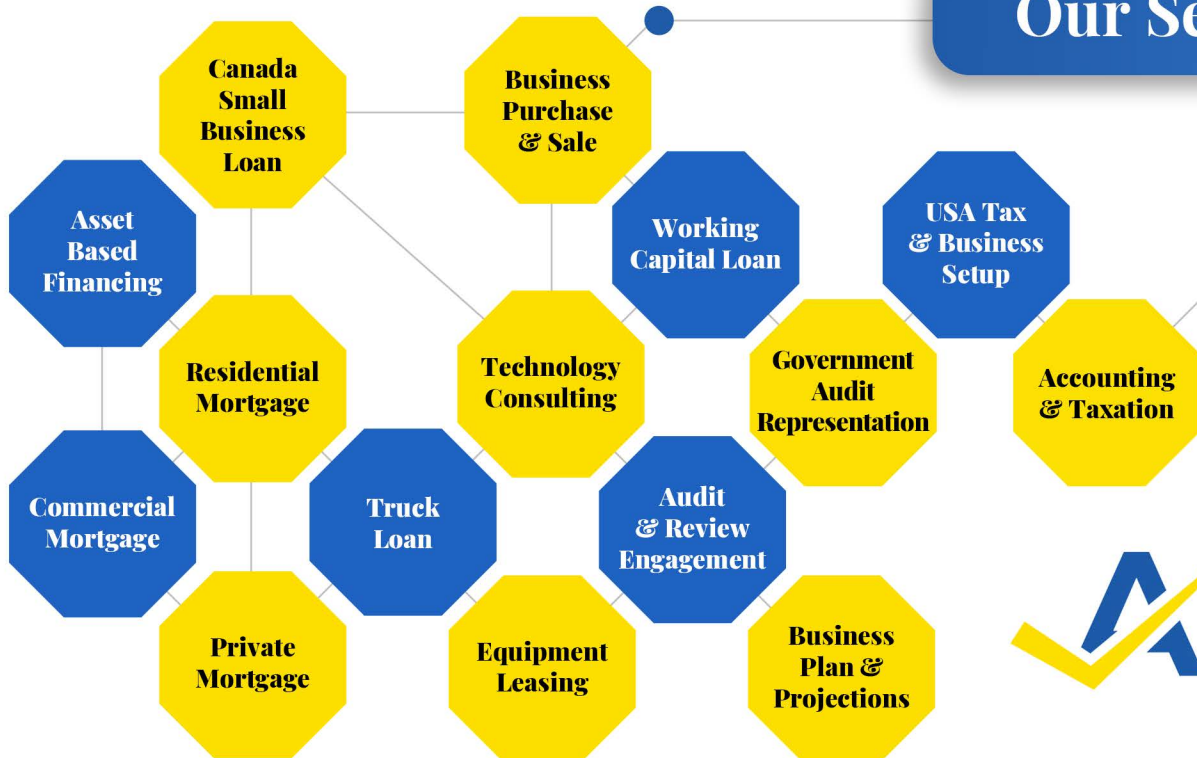 Our Se
Canada
Small
Business
Loan
Business
Purchase
& Sale
Asset
Based
Financing
Working
Capital Loan
USA Tax
& Business
Setup
Residential
Mortgage
Technology
Consulting
Government
Audit
Representation
Accounting
& Taxation
Commercial
Mortgage
Truck
Loan
Audit
& Review
Engagement
Private
Mortgage
Equipment
Leasing
Business
Plan &
Projections